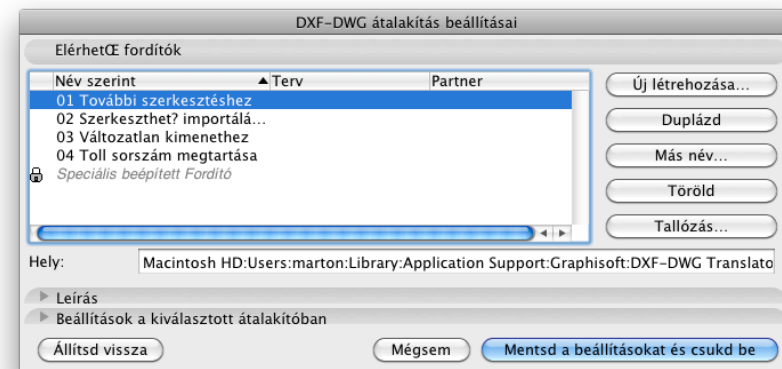 DXF-DWG átalakítás beállításai
ElérhetŒ fordítók
Név szerint Terv Partner
01 További szerkesztéshez
02 Szerkeszthet? importálá...
03 Változatlan kimenethez
04 Toll sorszám megtartása
Speciális beépített Fordító
Új létrehozása...
Duplázd
Más név...
Töröld
Tallózás...
Hely: Macintosh HD:Users:marton:Library:Application Support:Graphisoft:DXF-DWG Translato
Leírás
Beállítások a kiválasztott átalakítóban
Állítsd vissza Mégsem Mentsd a beállításokat és csukd be